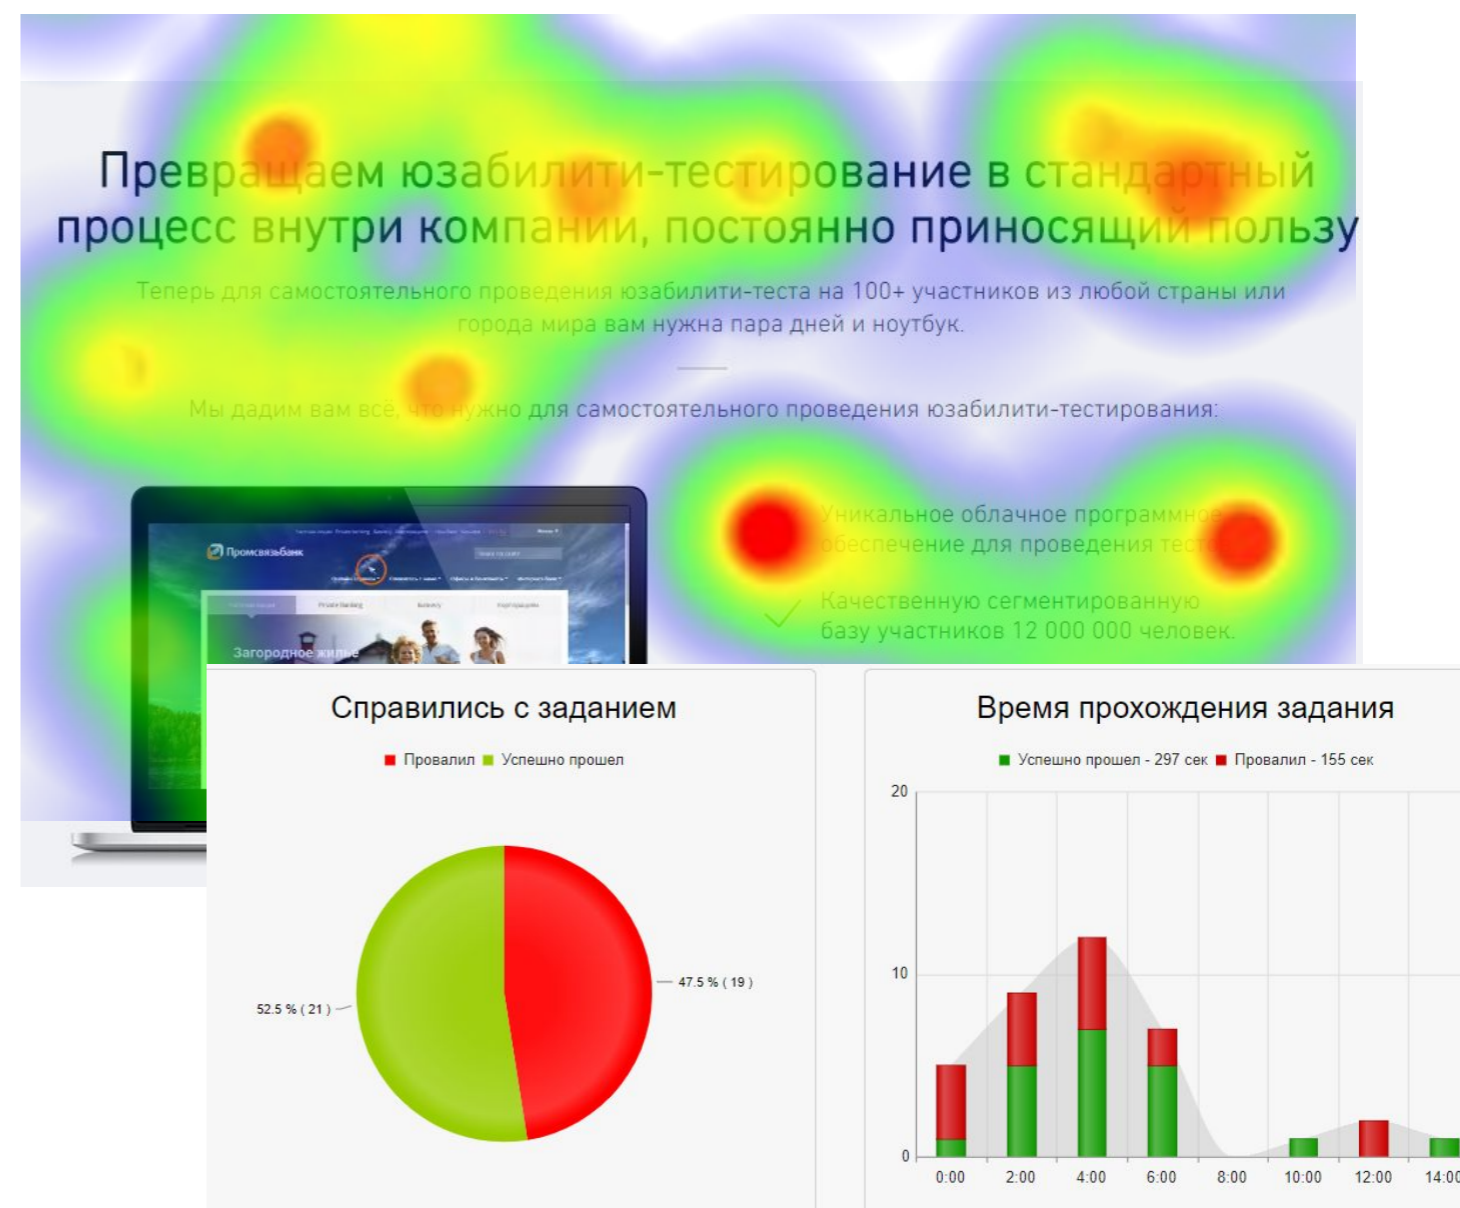 Превращаем юзабилити-тестирование в стандартный
процесс внутри компании, постоянно приносящий пользу
Теперь для самостоятельного проведения юзабилити-теста на 100+ участников из любой страны или
города мира вам нужна пара дней и ноутбук.
Мы дадим вам всё, что нужно для самостоятельного проведения юзабилити-тестирования:
Уникальное облачное программное
обеспечение для проведения
Качественную сегментированную
базу участников 12 000 000 человек.
Промсвязьбанк
Private Banking
Бизнесу
Корпорациям
Загородное жилье
Справились с заданием
Провалил Успешно прошел
52.5 % ( 21 )
47.5 % ( 19 )
Время прохождения задания
Успешно прошел - 297 сек Провалил - 155 сек
20
10
0
0:00 2:00 4:00 6:00 8:00 10:00 12:00 14:00